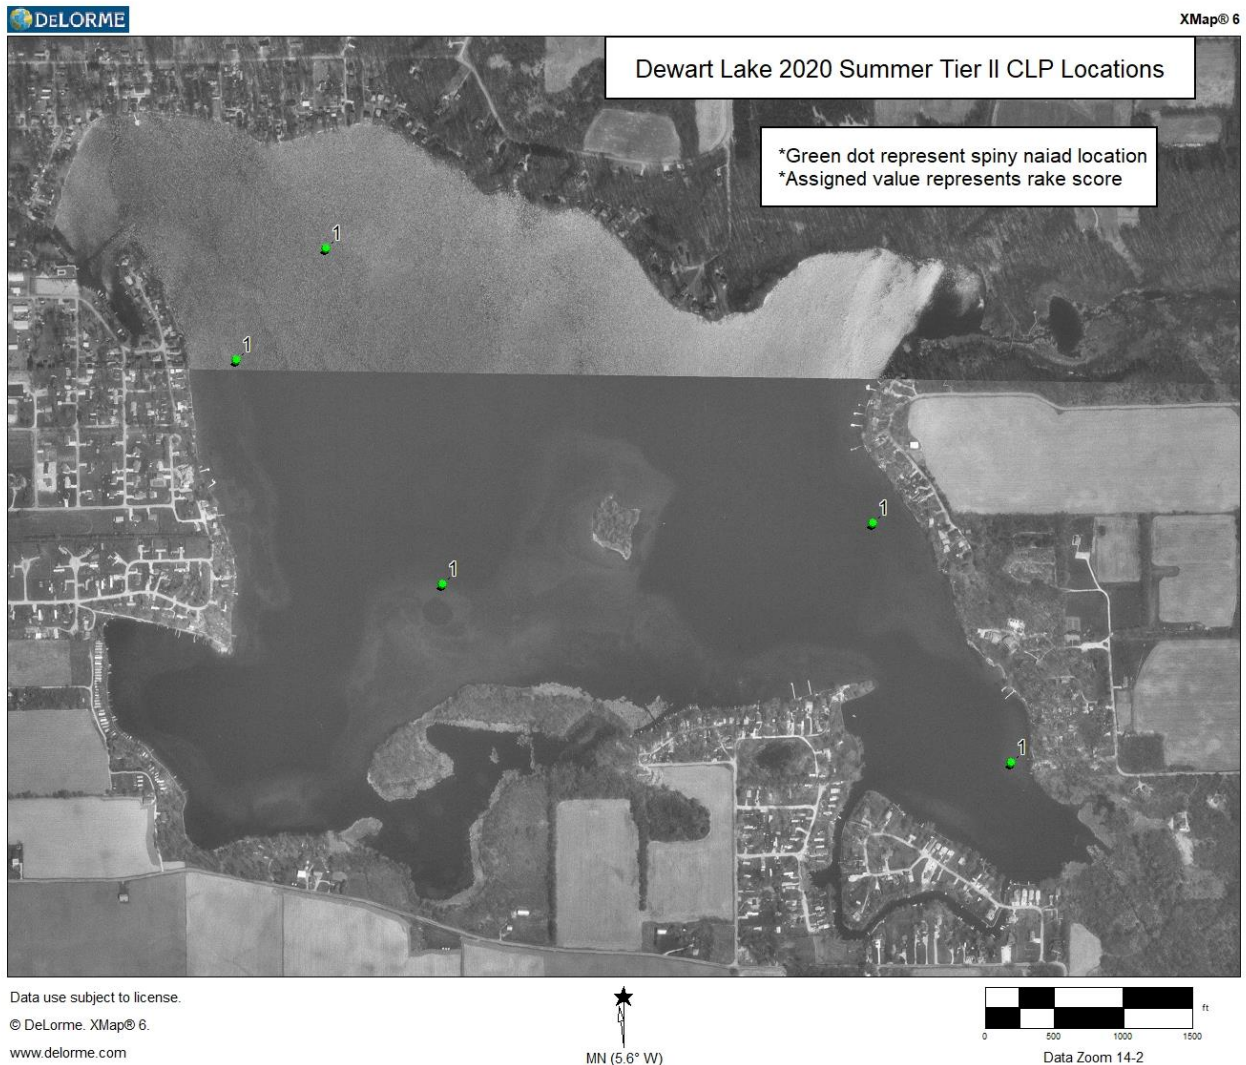 DELORME
XMap® 6
Dewart Lake 2020 Summer Tier II CLP Locations
*Green dot represent spiny naiad location
*Assigned value represents rake score
1
1
1
1
1
Data use subject to license.
© DeLorme. XMap® 6.
www.delorme.com
MN (5.6° W)
ft
0 500 1000 1500
Data Zoom 14-2